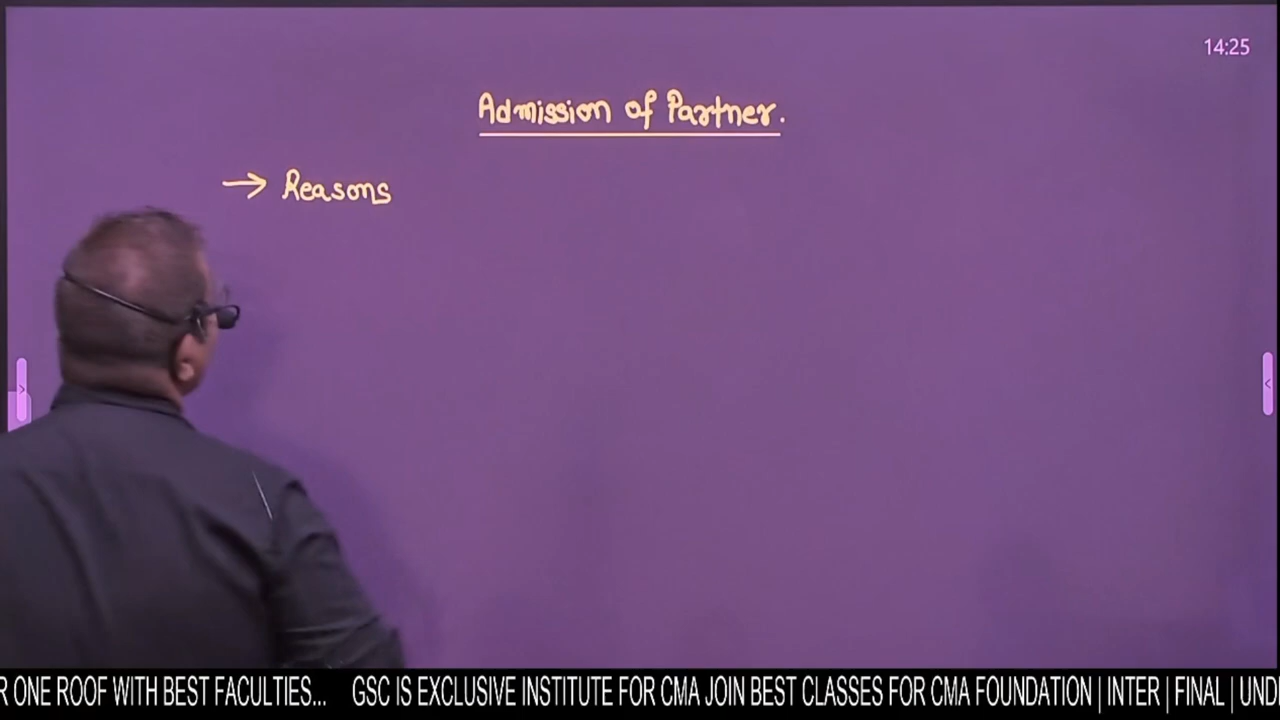 14:25
Admission of Partner.
→ Reasons
R ONE ROOF WITH BEST FACULTIES... GSC IS EXCLUSIVE INSTITUTE FOR CMA JOIN BEST CLASSES FOR CMA FOUNDATION | INTER | FINAL | UNDE